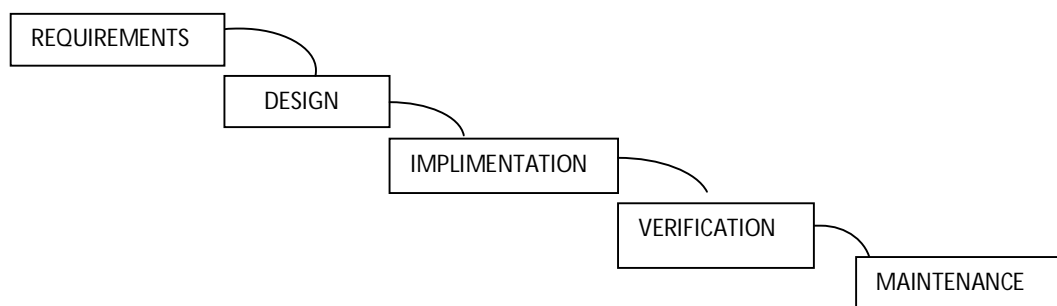 REQUIREMENTS
DESIGN
IMPLIMENTATION
VERIFICATION
MAINTENANCE